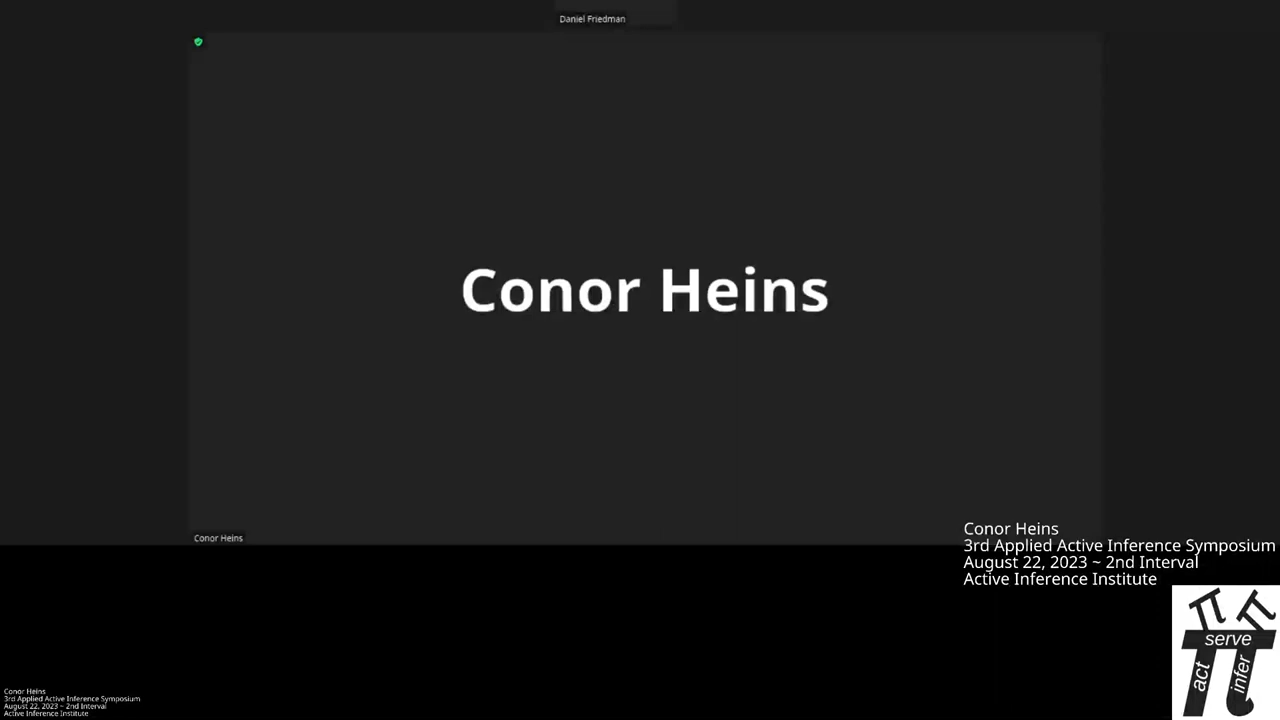 Daniel Friedman
Conor Heins
Conor Heins
Conor Heins
3rd Applied Active Inference Symposium
August 22, 2023 ~ 2nd Interval
Active Inference Institute
π π
serve
π
act
infer
Conor Heins
3rd Applied Active Inference Symposium
August 22, 2023 ~ 2nd Interval
Active Inference Institute